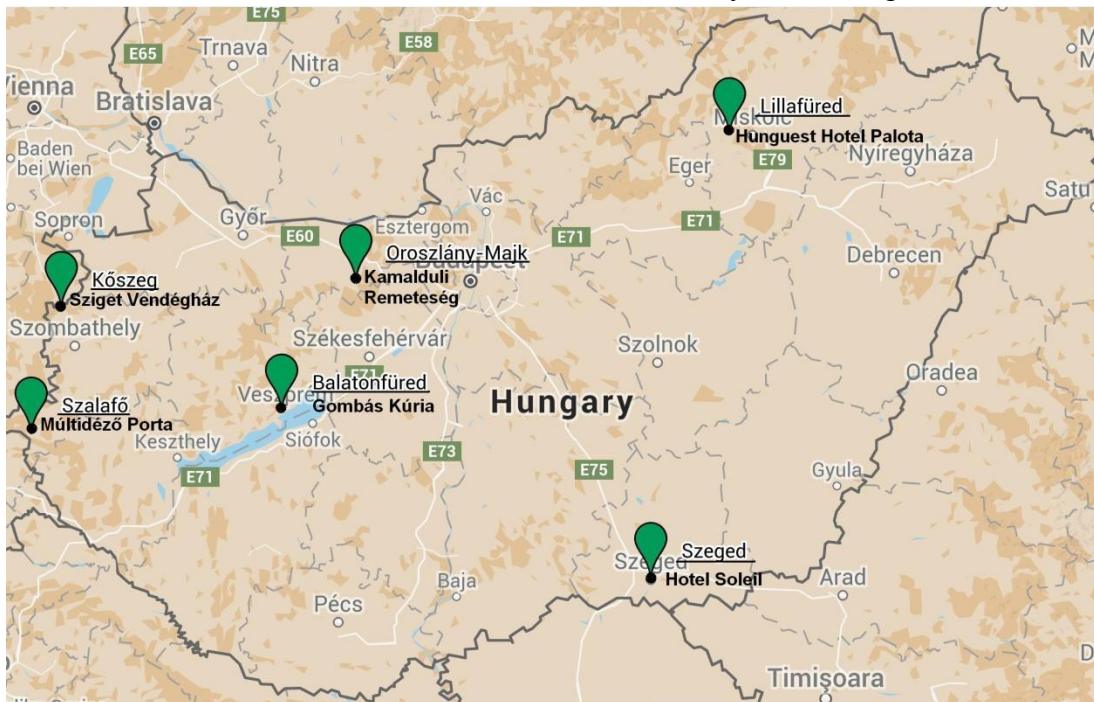 E75
E65
Trnava
E58
Nitra
Vienna
Bratislava
Lillafüred
Miskolc
Hunguest Hotel Palota
Baden
bei Wien
E79
Nyíregyháza
Eger
Vác
Satu
Sopron
Győr
Esztergom
E71
E60
E71
Oroszlány-Majk
Budapest
Debrecen
Kőszeg
Sziget Vendégház
Kamalduli
Remeteség
Szombathely
Székesfehérvár
Szolnok
E71
Oradea
Balatonfüred
Veszprém
Gombás Kúria
Hungary
Szalafő
Múltidéző Porta
Keszthely
Siófok
E73
E71
E75
Gyula
Szeged
Szeged
Hotel Soleil
Arad
Baja
Pécs
Timișoara